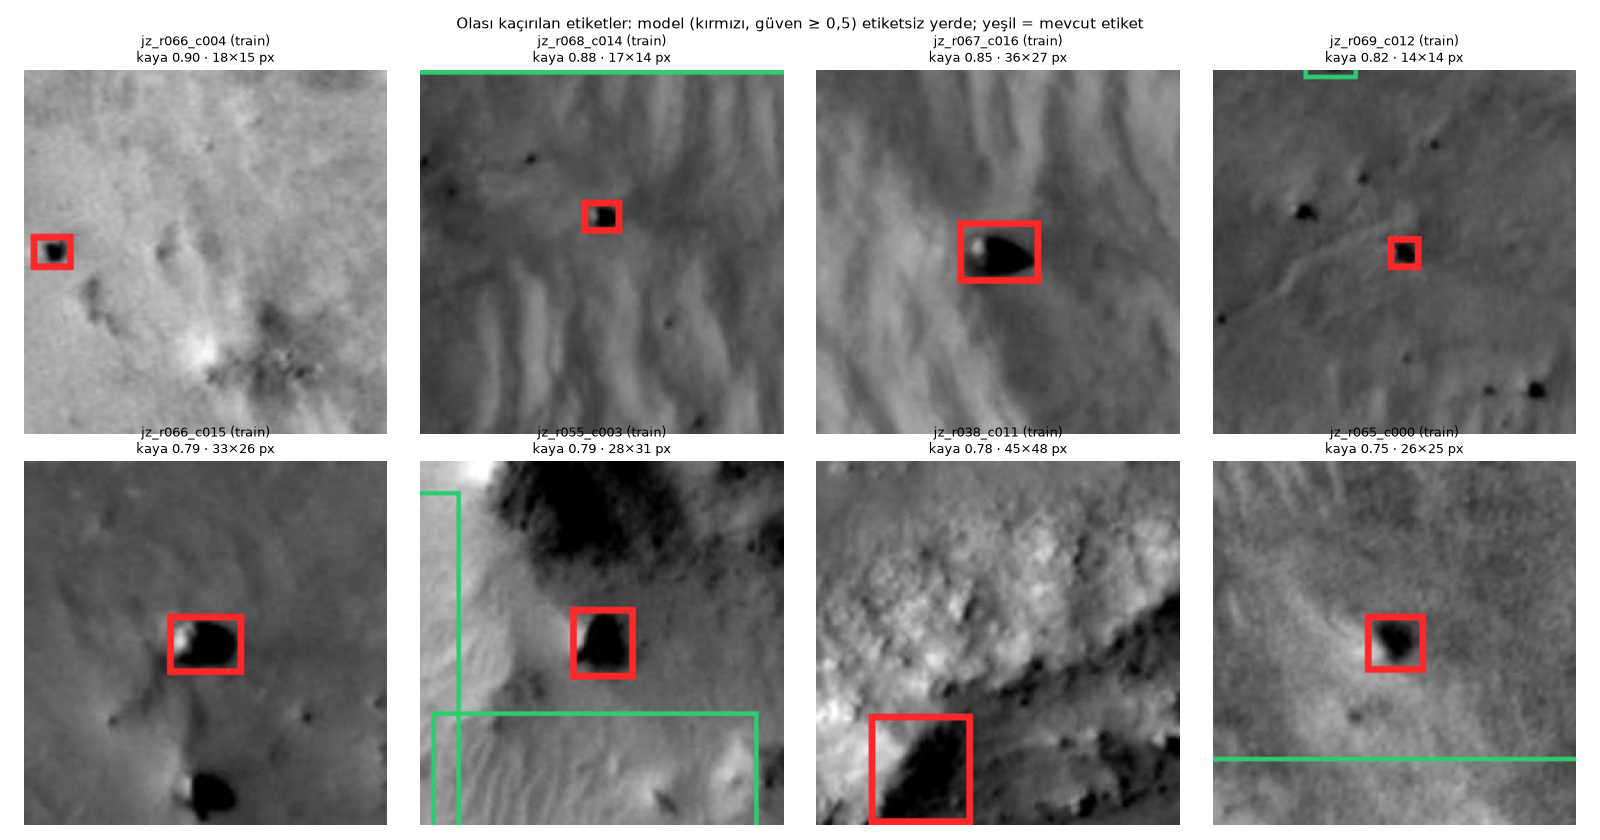 Olası kaçırılan etiketler: model (kırmızı, güven ≥ 0,5) etiketsiz yerde; yeşil = mevcut etiket
jz_r066_c004 (train)
kaya 0.90 · 18×15 px
jz_r068_c014 (train)
kaya 0.88 · 17×14 px
jz_r067_c016 (train)
kaya 0.85 · 36×27 px
jz_r069_c012 (train)
kaya 0.82 · 14×14 px
jz_r066_c015 (train)
kaya 0.79 · 33×26 px
jz_r055_c003 (train)
kaya 0.79 · 28×31 px
jz_r038_c011 (train)
kaya 0.78 · 45×48 px
jz_r065_c000 (train)
kaya 0.75 · 26×25 px